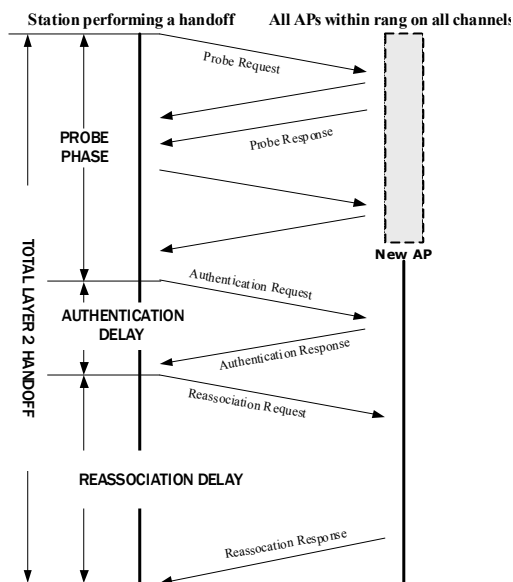 Station performing a handoff
All APs within rang on all channels
Probe Request
PROBE
PHASE
Probe Response
New AP
TOTAL LAYER 2 HANDOFF
Authentication Request
AUTHENTICATION
DELAY
Authentication Response
Reassociation Request
REASSOCIATION DELAY
Reassocation Response